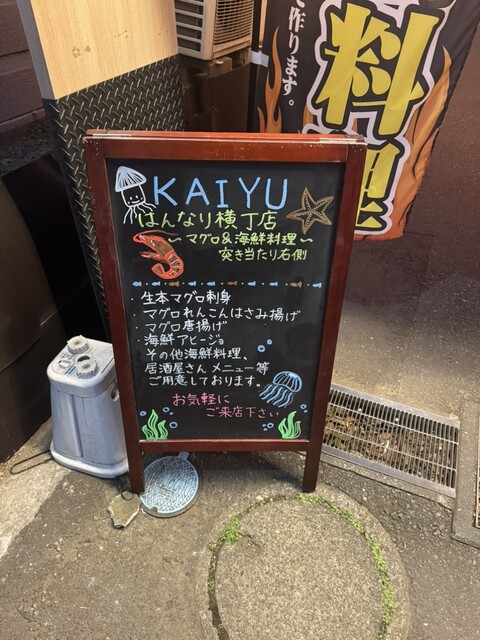 て作ります。
料理
KAIYU
はんなり横丁店
～マグロ&海鮮料理～
突き当たり右側
・生本マグロ刺身
・マグロれんこんはさみ揚げ
・マグロ唐揚げ
海鮮アヒージョ
その他海鮮料理、
居酒屋さんメニュー等
ご用意しております。
お気軽に
ご来店下さい